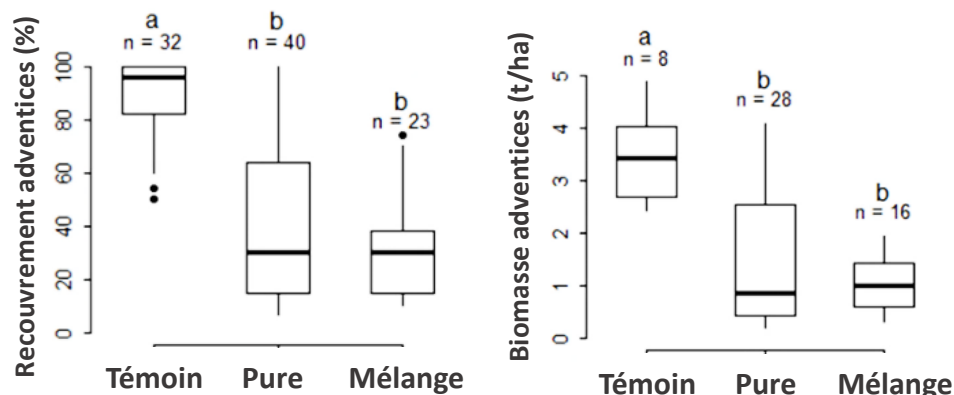 Recouvrement adventices (%)
0 20 40 60 80 100
a
n = 32
b
n = 40
b
n = 23
Témoin Pure Mélange
Biomasse adventices (t/ha)
0 1 2 3 4 5
a
n = 8
b
n = 28
b
n = 16
Témoin Pure Mélange